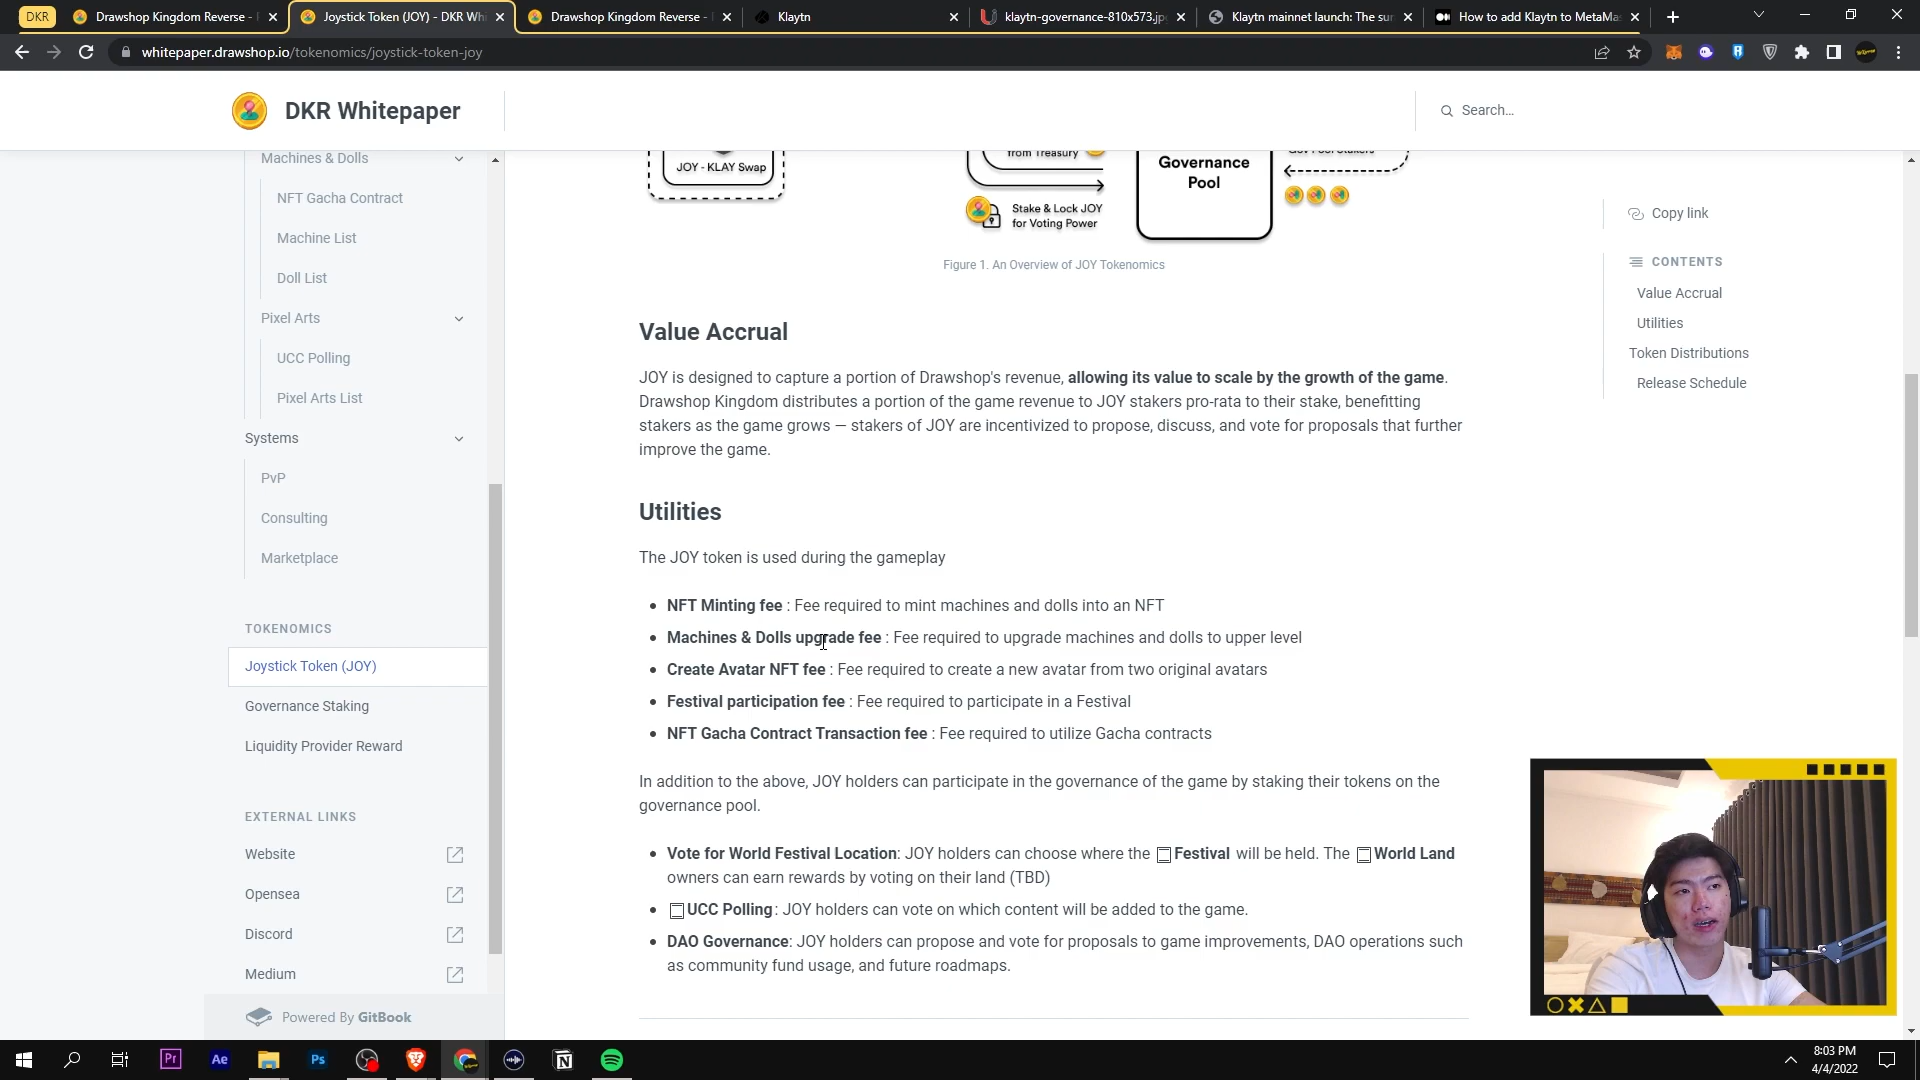 DKR
Drawshop Kingdom Reverse -
Joystick Token (JOY) - DKR Whi
Drawshop Kingdom Reverse -
Klaytn
klaytn-governance-810x573.jp
Klaytn mainnet launch: The sur
How to add Klaytn to MetaMa
whitepaper.drawshop.io/tokenomics/joystick-token-joy
DKR Whitepaper
Search...
Machines & Dolls
NFT Gacha Contract
Machine List
Doll List
Pixel Arts
UCC Polling
Pixel Arts List
Systems
PvP
Consulting
Marketplace
TOKENOMICS
Joystick Token (JOY)
Governance Staking
Liquidity Provider Reward
EXTERNAL LINKS
Website
Opensea
Discord
Medium
Powered By GitBook
JOY - KLAY Swap
from Treasury
Stake & Lock JOY
for Voting Power
Governance
Pool
Gov Pool Stakers
Figure 1. An Overview of JOY Tokenomics
Value Accrual
JOY is designed to capture a portion of Drawshop's revenue, allowing its value to scale by the growth of the game.
Drawshop Kingdom distributes a portion of the game revenue to JOY stakers pro-rata to their stake, benefitting
stakers as the game grows — stakers of JOY are incentivized to propose, discuss, and vote for proposals that further
improve the game.
Utilities
The JOY token is used during the gameplay
NFT Minting fee : Fee required to mint machines and dolls into an NFT
Machines & Dolls upgrade fee : Fee required to upgrade machines and dolls to upper level
Create Avatar NFT fee : Fee required to create a new avatar from two original avatars
Festival participation fee : Fee required to participate in a Festival
NFT Gacha Contract Transaction fee : Fee required to utilize Gacha contracts
In addition to the above, JOY holders can participate in the governance of the game by staking their tokens on the
governance pool.
Vote for World Festival Location: JOY holders can choose where the Festival will be held. The World Land
owners can earn rewards by voting on their land (TBD)
UCC Polling: JOY holders can vote on which content will be added to the game.
DAO Governance: JOY holders can propose and vote for proposals to game improvements, DAO operations such
as community fund usage, and future roadmaps.
Copy link
CONTENTS
Value Accrual
Utilities
Token Distributions
Release Schedule
Pr
Ae
Ps
8:03 PM
4/4/2022